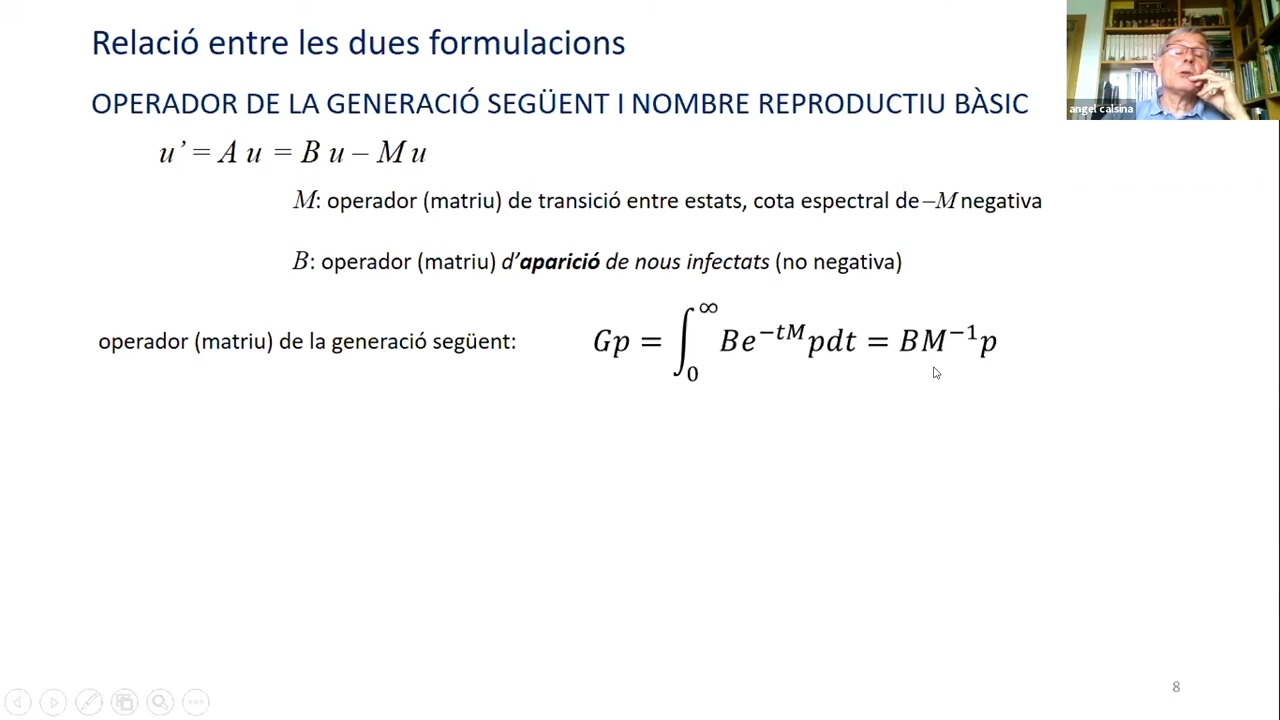 Relació entre les dues formulacions
OPERADOR DE LA GENERACIÓ SEGÜENT I NOMBRE REPRODUCTIU BÀSIC
u’ = A u = B u – M u
M: operador (matriu) de transició entre estats, cota espectral de –M negativa
B: operador (matriu) d’aparició de nous infectats (no negativa)
operador (matriu) de la generació següent: Gp = ∫₀^∞ Be^{−tM} pdt = BM^{−1}p
angel calsina
8